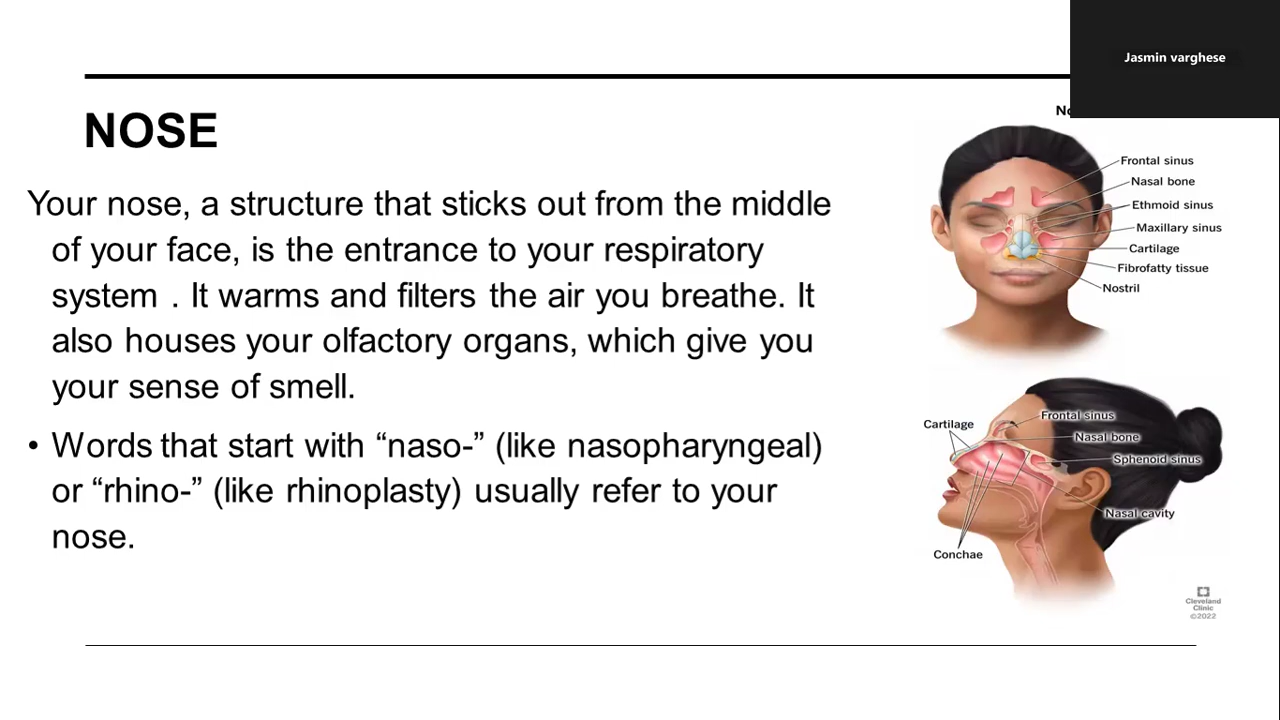 Jasmin varghese
NOSE
Your nose, a structure that sticks out from the middle
of your face, is the entrance to your respiratory
system . It warms and filters the air you breathe. It
also houses your olfactory organs, which give you
your sense of smell.
• Words that start with “naso-” (like nasopharyngeal)
or “rhino-” (like rhinoplasty) usually refer to your
nose.
Frontal sinus
Nasal bone
Ethmoid sinus
Maxillary sinus
Cartilage
Fibrofatty tissue
Nostril
Cartilage
Frontal sinus
Nasal bone
Sphenoid sinus
Nasal cavity
Conchae
Cleveland
Clinic
©2022